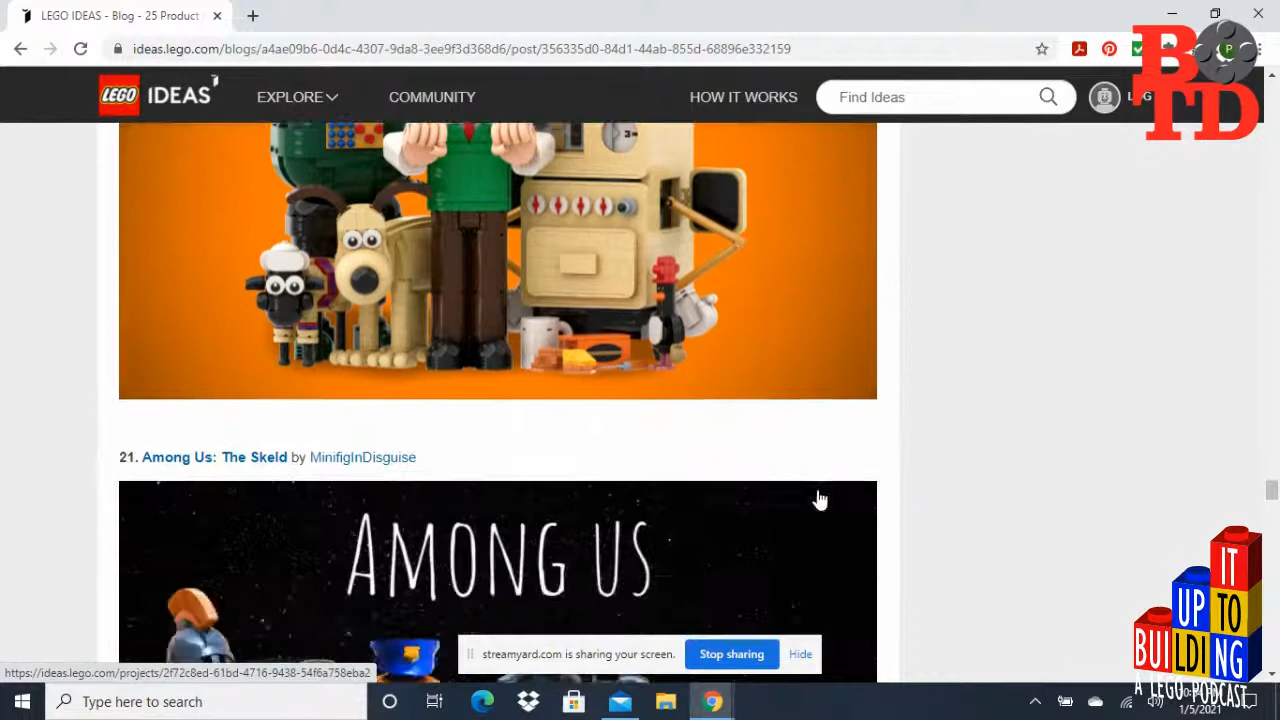 LEGO IDEAS - Blog - 25 Product
ideas.lego.com/blogs/a4ae09b6-0d4c-4307-9da8-3ee9f3d368d6/post/356335d0-84d1-44ab-855d-68896e332159
B TD
LEGO IDEAS
EXPLORE
COMMUNITY
HOW IT WORKS
Find Ideas
21. Among Us: The Skeld by MinifigInDisguise
AMONG US
streamyard.com is sharing your screen.
Stop sharing
Hide
https://ideas.lego.com/projects/2f72c8ed-61bd-4716-9438-54f6a758eba2
BUILDING IT UP TO
A LEGO PODCAST
Type here to search
1/5/2021